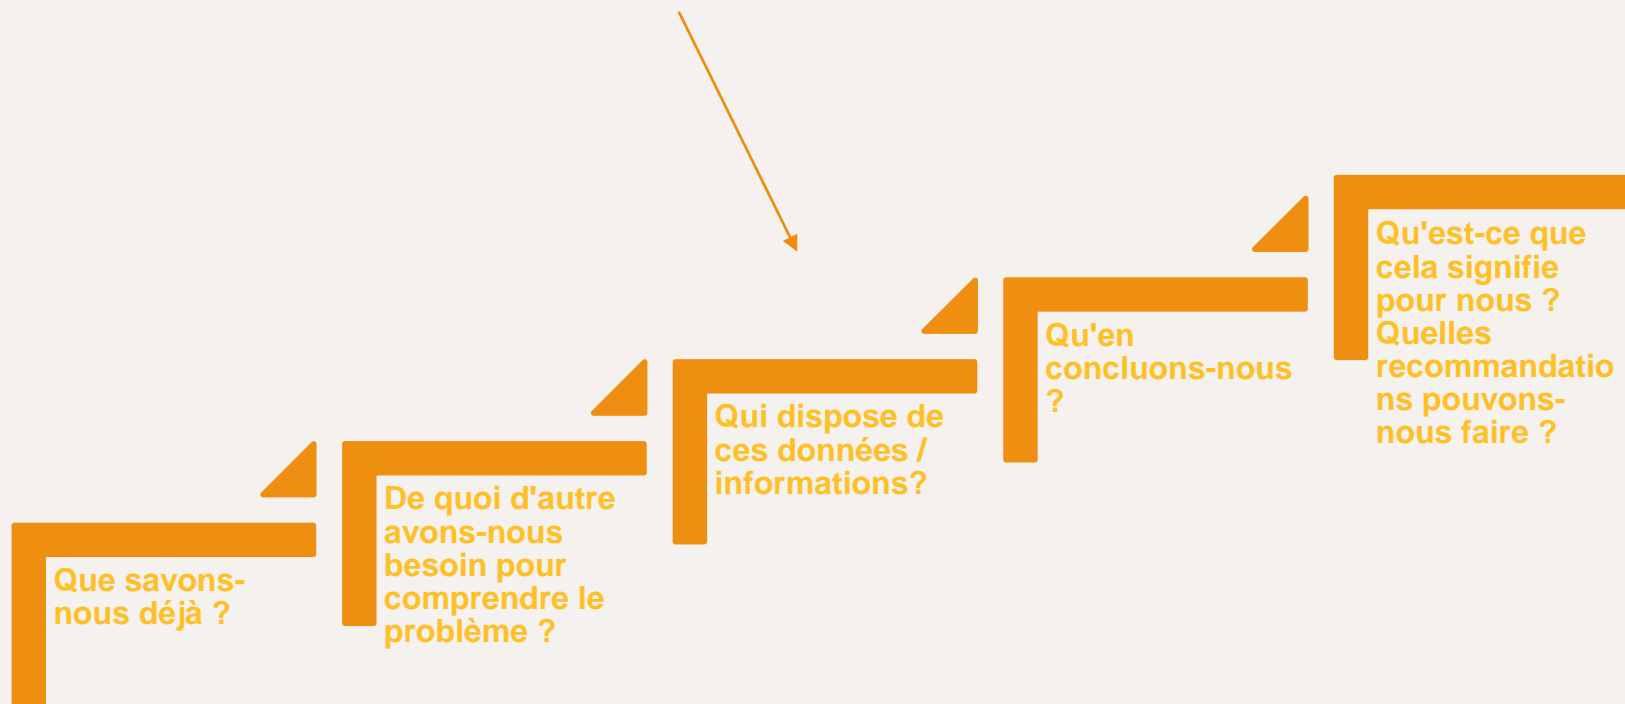 Que savons-
nous déjà ?
De quoi d'autre
avons-nous
besoin pour
comprendre le
problème ?
Qui dispose de
ces données /
informations?
Qu'en
concluons-nous
?
Qu'est-ce que
cela signifie
pour nous ?
Quelles
recommandatio
ns pouvons-
nous faire ?